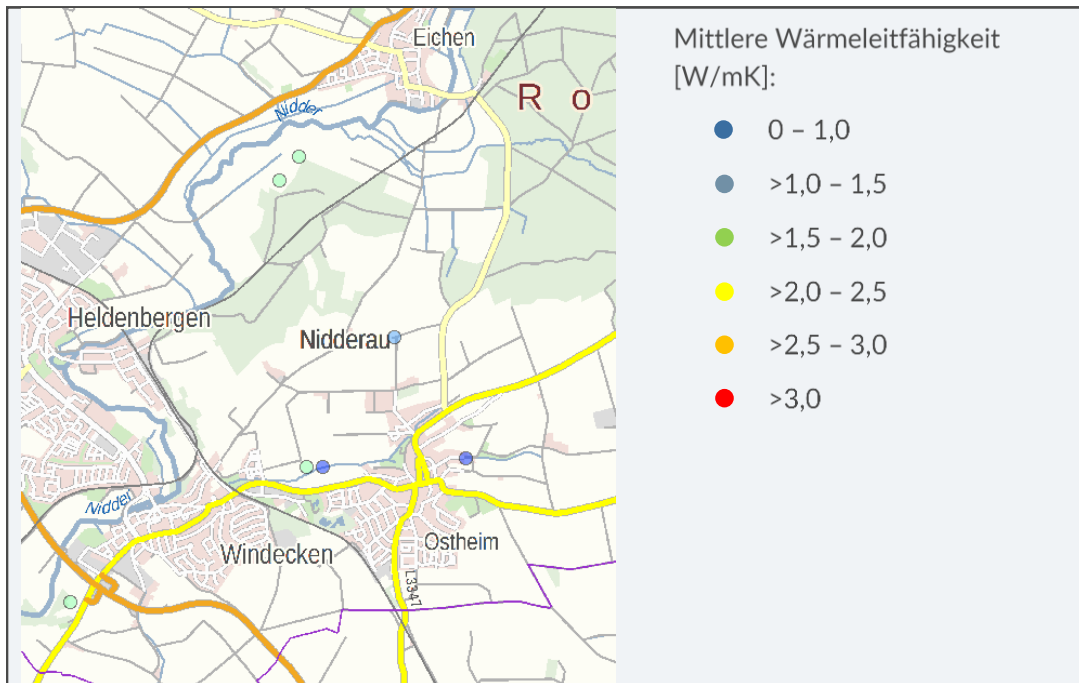 Eichen
R o
Nidder
Heldenbergen
Nidderau
Nidder
Windecken
Ostheim
L3347
Mittlere Wärmeleitfähigkeit
[W/mK]:
0 – 1,0
>1,0 – 1,5
>1,5 – 2,0
>2,0 – 2,5
>2,5 – 3,0
>3,0